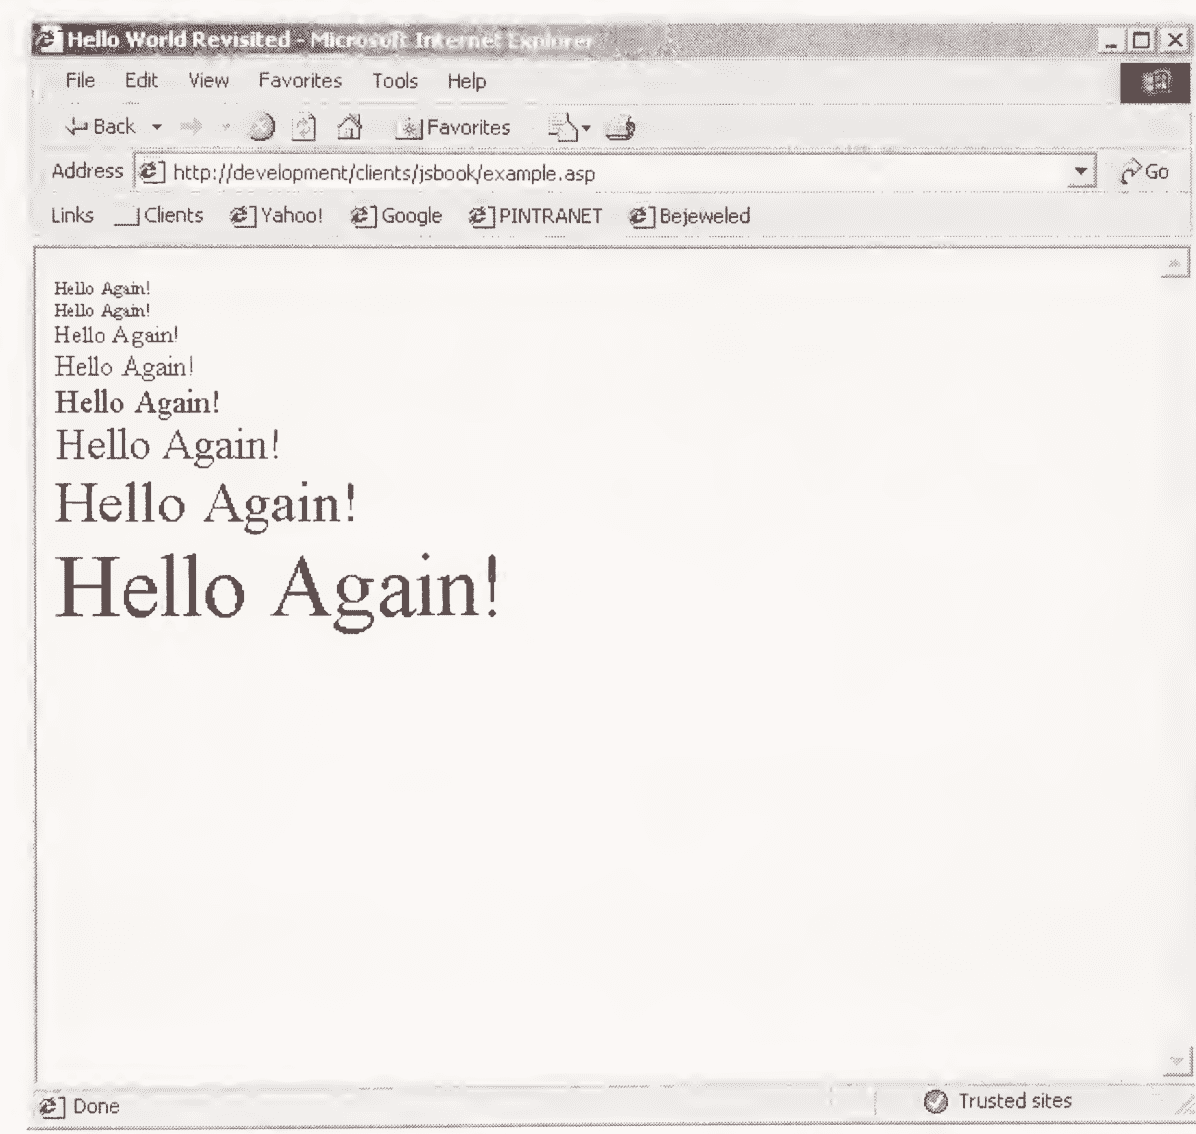 Hello World Revisited - Microsoft Internet Explorer
File Edit View Favorites Tools Help
Back Favorites
Address http://development/clients/jsbook/example.asp Go
Links Clients Yahoo! Google PINTRANET Bejeweled
Hello Again!
Hello Again!
Hello Again!
Hello Again!
Hello Again!
Hello Again!
Hello Again!
Hello Again!
Done Trusted sites